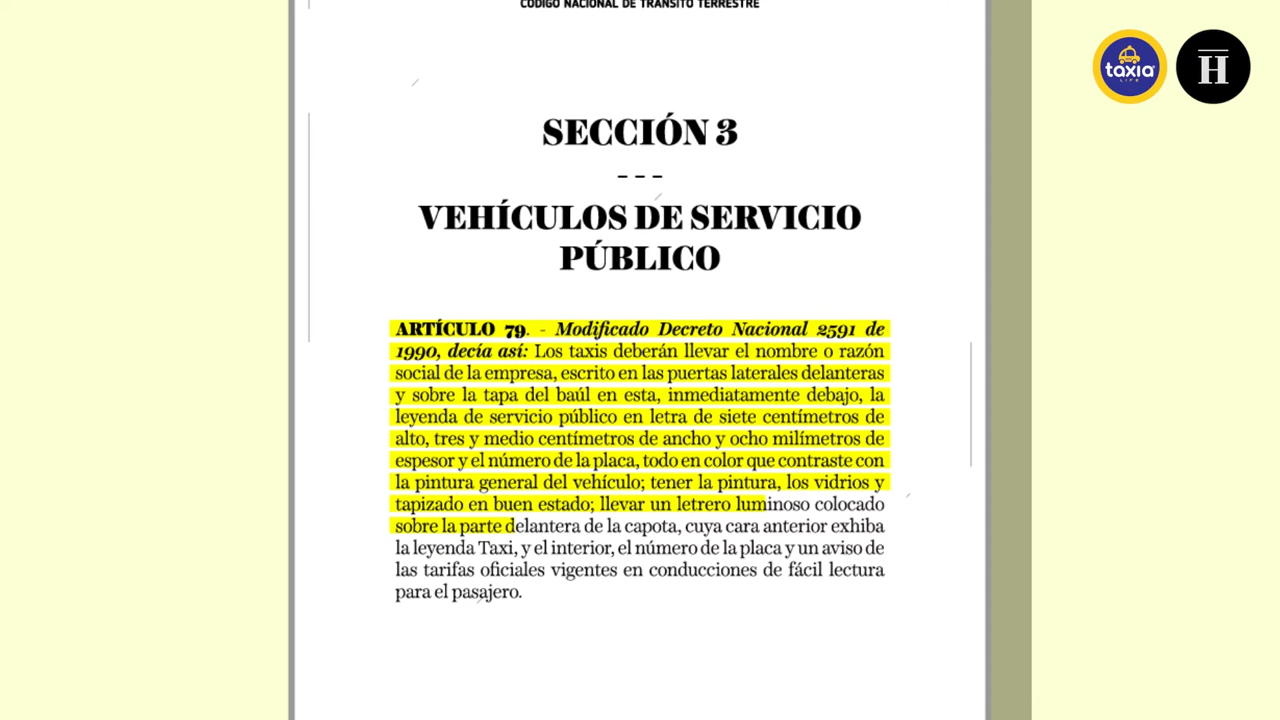 CÓDIGO NACIONAL DE TRÁNSITO TERRESTRE
taxia
LIFE
H
SECCIÓN 3
---
VEHÍCULOS DE SERVICIO
PÚBLICO
ARTÍCULO 79. - Modificado Decreto Nacional 2591 de
1990, decía así: Los taxis deberán llevar el nombre o razón
social de la empresa, escrito en las puertas laterales delanteras
y sobre la tapa del baúl en esta, inmediatamente debajo, la
leyenda de servicio público en letra de siete centímetros de
alto, tres y medio centímetros de ancho y ocho milímetros de
espesor y el número de la placa, todo en color que contraste con
la pintura general del vehículo; tener la pintura, los vidrios y
tapizado en buen estado; llevar un letrero luminoso colocado
sobre la parte delantera de la capota, cuya cara anterior exhiba
la leyenda Taxi, y el interior, el número de la placa y un aviso de
las tarifas oficiales vigentes en conducciones de fácil lectura
para el pasajero.